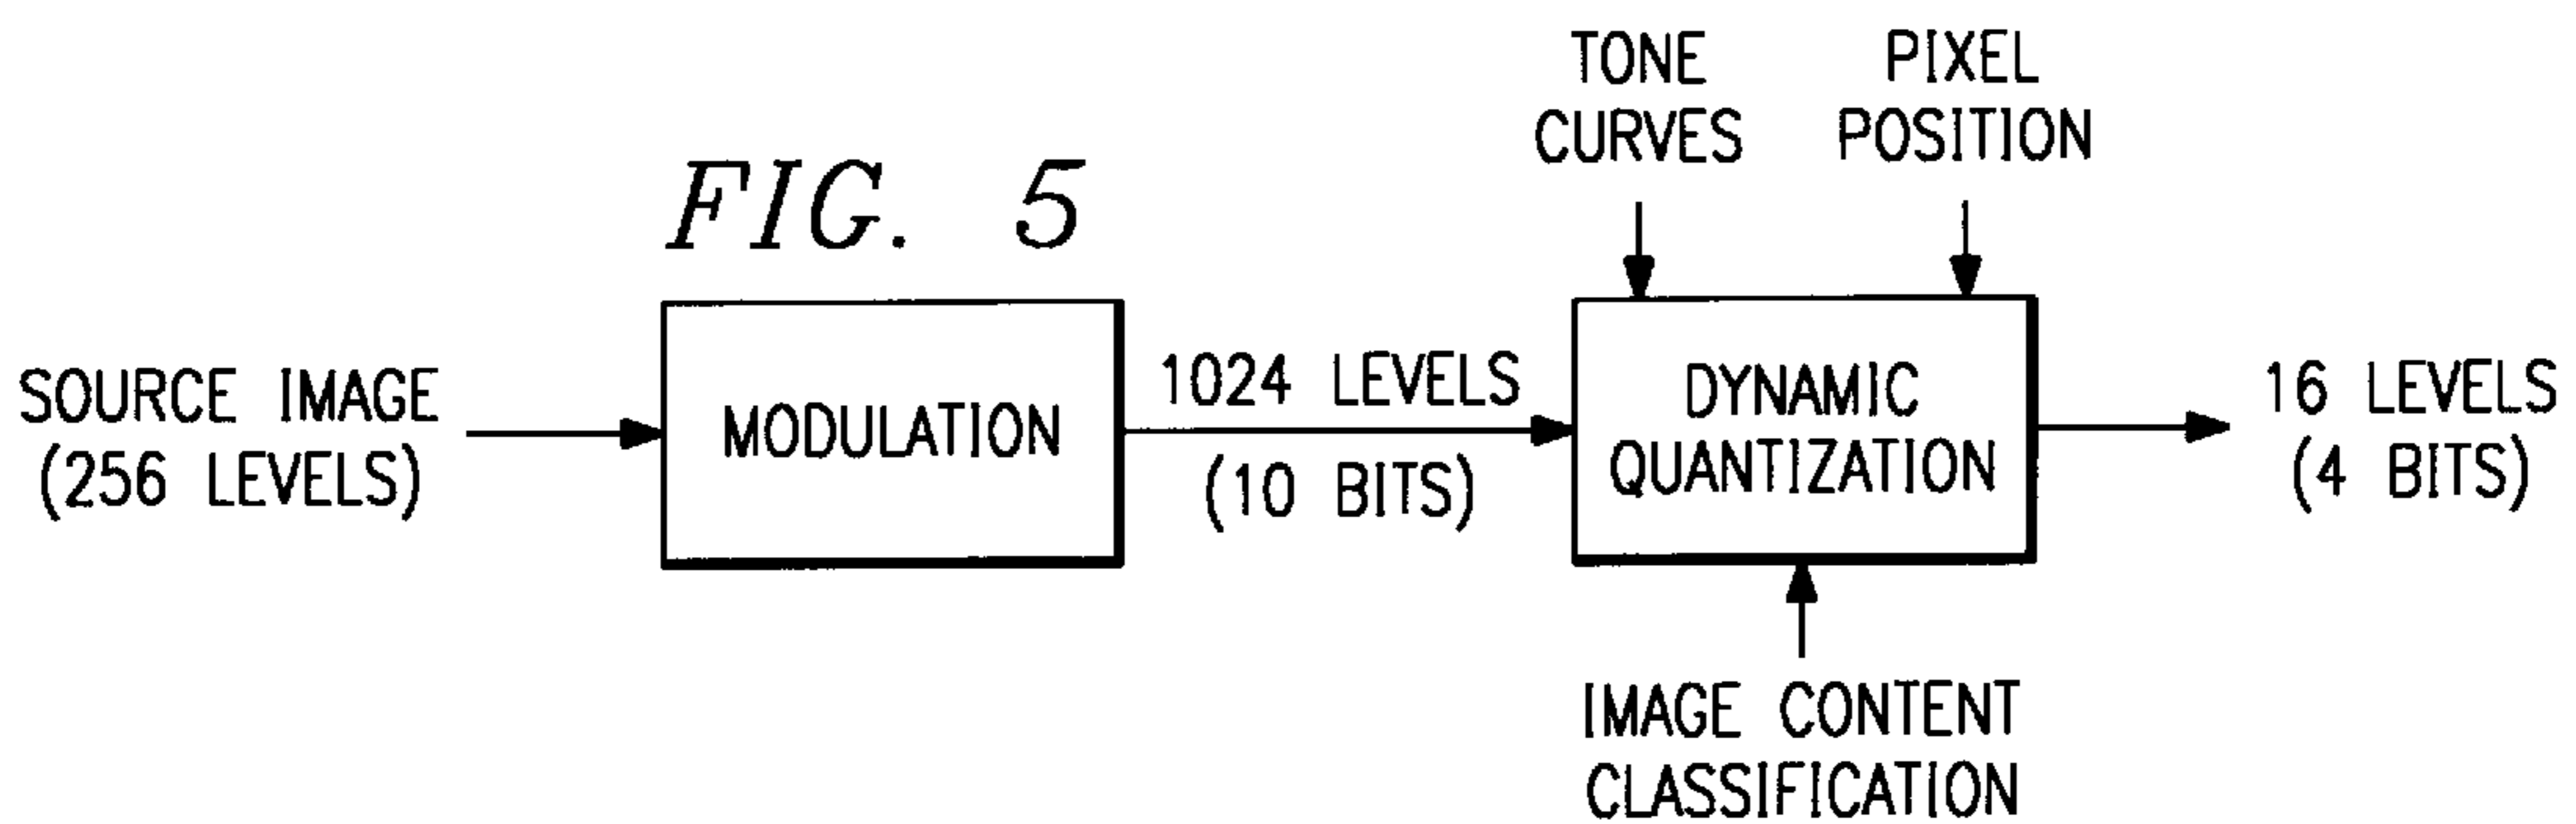 FIG. 5
SOURCE IMAGE
(256 LEVELS)
MODULATION
1024 LEVELS
(10 BITS)
TONE
CURVES
PIXEL
POSITION
DYNAMIC
QUANTIZATION
IMAGE CONTENT
CLASSIFICATION
16 LEVELS
(4 BITS)